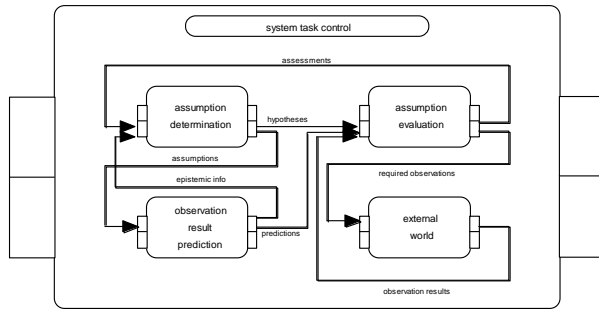 system task control
assessments
assumption
determination
hypotheses
assumption
evaluation
assumptions
epistemic info
required observations
observation
result
prediction
predictions
external
world
observation results